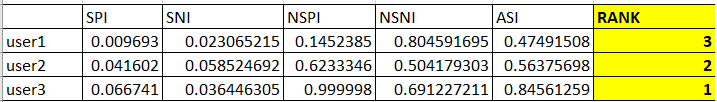 SPI SNI NSPI NSNI ASI RANK
user1 0.009693 0.023065215 0.1452385 0.804591695 0.47491508 3
user2 0.041602 0.058524692 0.6233346 0.504179303 0.56375698 2
user3 0.066741 0.036446305 0.999998 0.691227211 0.84561259 1